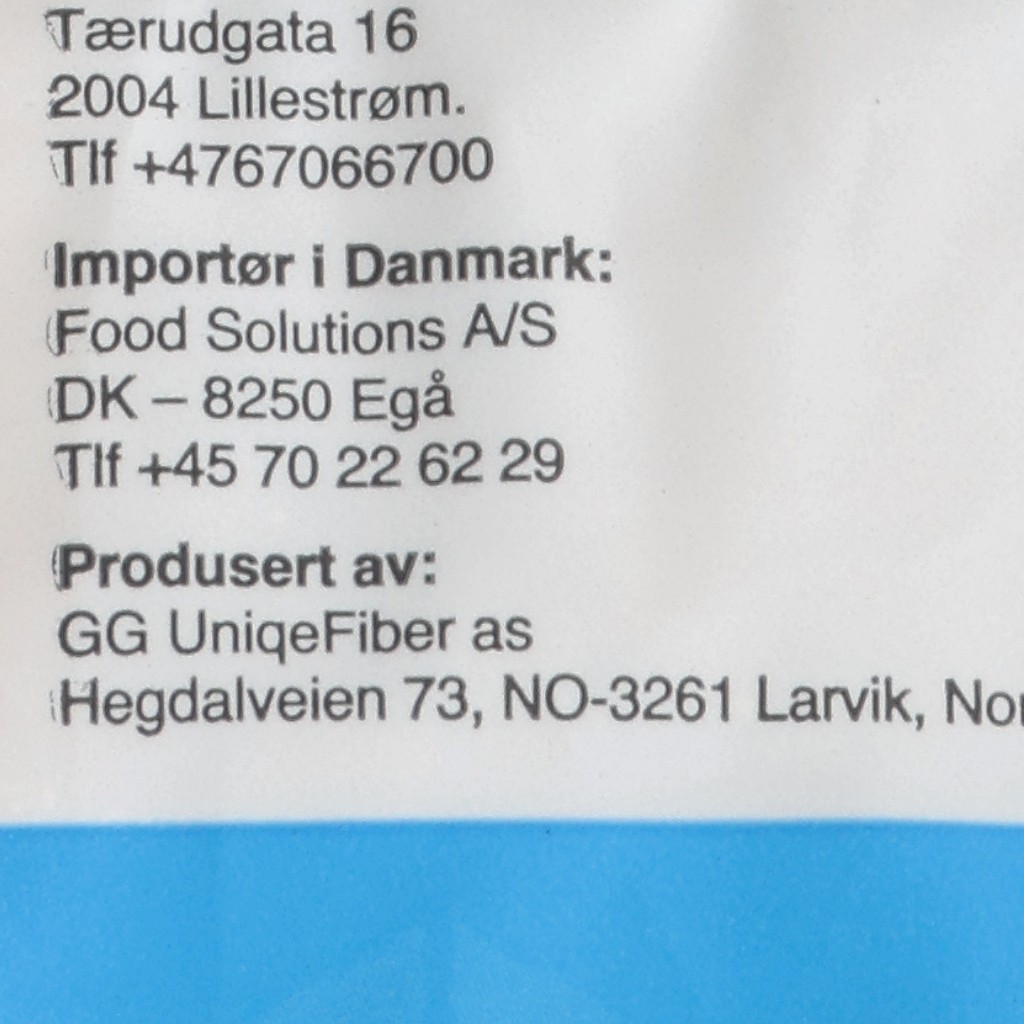 Tærudgata 16
2004 Lillestrøm.
Tlf +4767066700
Importør i Danmark:
Food Solutions A/S
DK – 8250 Egå
Tlf +45 70 22 62 29
Produsert av:
GG UniqeFiber as
Hegdalveien 73, NO-3261 Larvik,